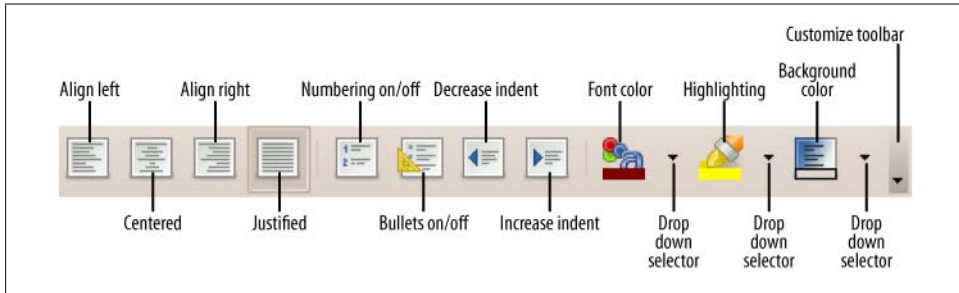 Customize toolbar
Align left
Align right
Numbering on/off
Decrease indent
Font color
Highlighting
Background
color
Centered
Justified
Bullets on/off
Increase indent
Drop
down
selector
Drop
down
selector
Drop
down
selector